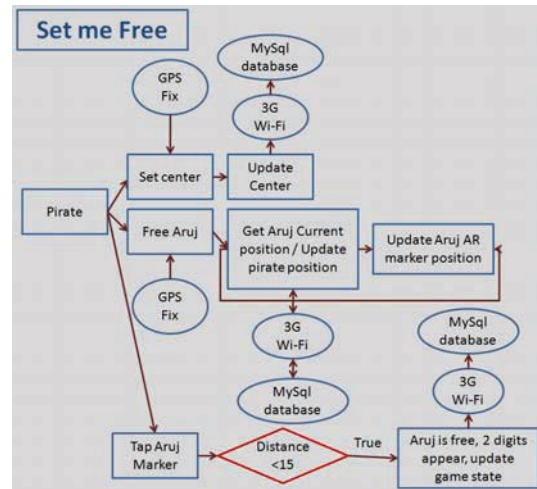 Set me Free
MySql
database
GPS
Fix
3G
Wi-Fi
Set center
Update
Center
Pirate
Free Aruj
Get Aruj Current
position / Update
pirate position
Update Aruj AR
marker position
GPS
Fix
3G
Wi-Fi
MySql
database
MySql
database
3G
Wi-Fi
Tap Aruj
Marker
Distance
<15
True
Aruj is free, 2 digits
appear, update
game state